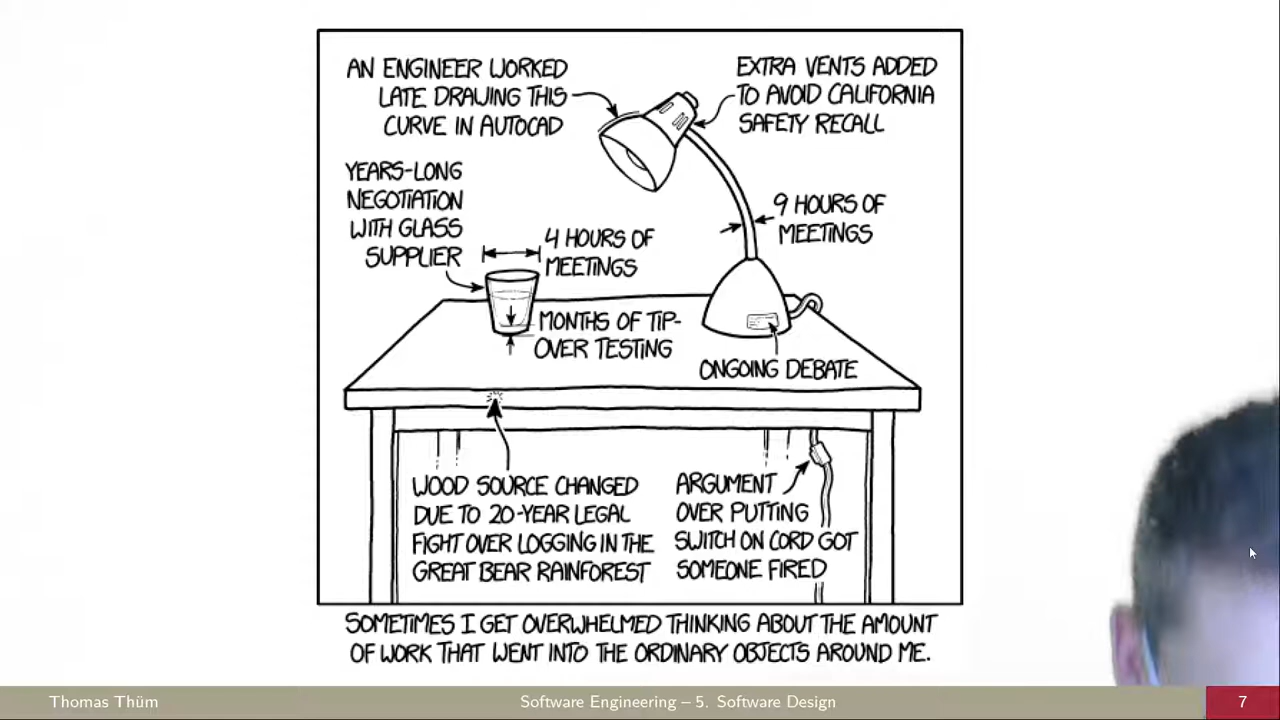 AN ENGINEER WORKED
LATE DRAWING THIS
CURVE IN AUTOCAD
EXTRA VENTS ADDED
TO AVOID CALIFORNIA
SAFETY RECALL
YEARS-LONG
NEGOTIATION
WITH GLASS
SUPPLIER
4 HOURS OF
MEETINGS
9 HOURS OF
MEETINGS
MONTHS OF TIP-
OVER TESTING
ONGOING DEBATE
WOOD SOURCE CHANGED
DUE TO 20-YEAR LEGAL
FIGHT OVER LOGGING IN THE
GREAT BEAR RAINFOREST
ARGUMENT
OVER PUTTING
SWITCH ON CORD GOT
SOMEONE FIRED
SOMETIMES I GET OVERWHELMED THINKING ABOUT THE AMOUNT
OF WORK THAT WENT INTO THE ORDINARY OBJECTS AROUND ME.
Thomas Thüm
Software Engineering – 5. Software Design
7